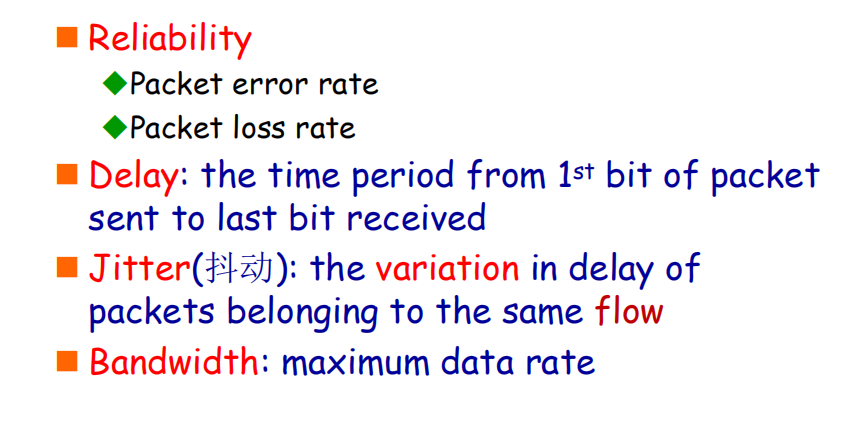 Reliability
Packet error rate
Packet loss rate
Delay: the time period from 1st bit of packet
sent to last bit received
Jitter(抖动): the variation in delay of
packets belonging to the same flow
Bandwidth: maximum data rate